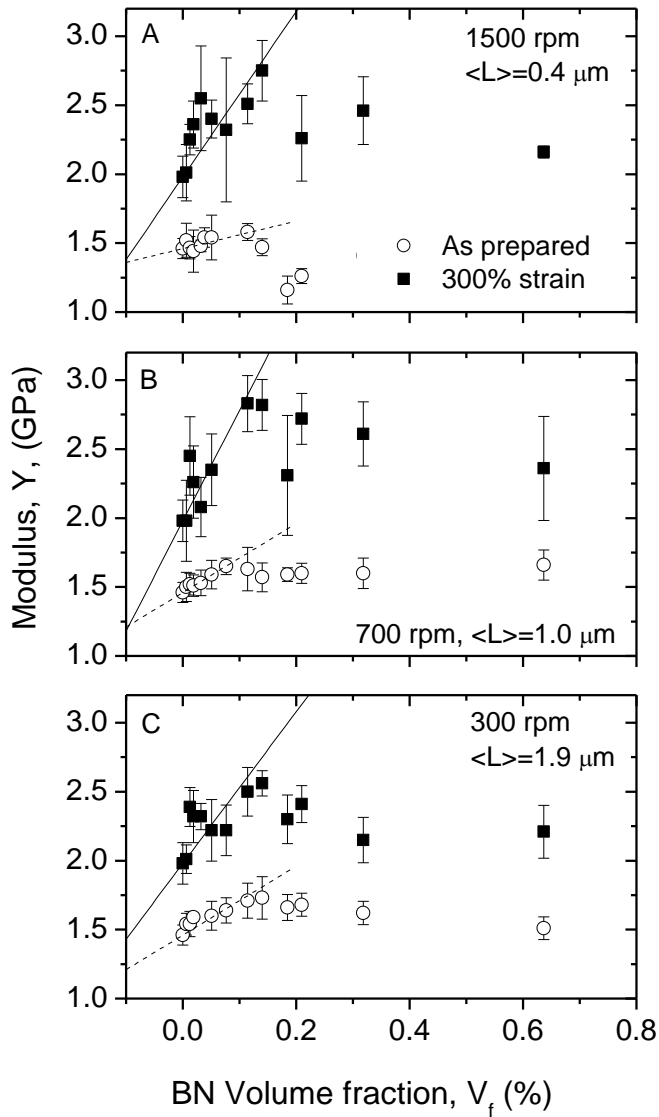 A
1500 rpm
<L>=0.4 μm
3.0
2.5
2.0
1.5
1.0
As prepared
300% strain
B
3.0
2.5
2.0
1.5
1.0
700 rpm, <L>=1.0 μm
Modulus, Y, (GPa)
C
300 rpm
<L>=1.9 μm
3.0
2.5
2.0
1.5
1.0
0.0 0.2 0.4 0.6 0.8
BN Volume fraction, Vf (%)